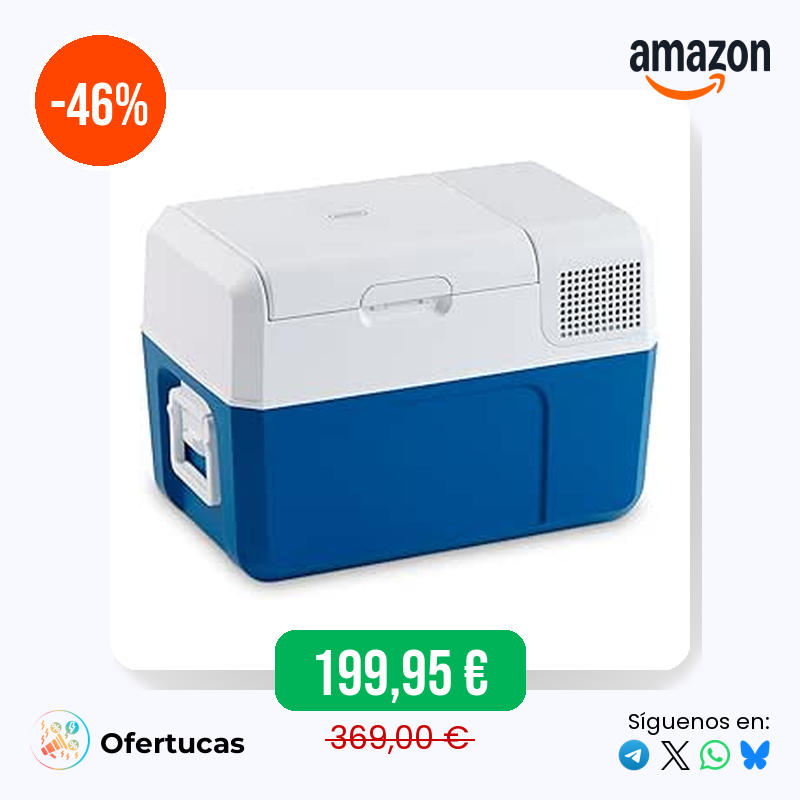 -46%
amazon
199,95 €
369,00 €
Ofertucas
Síguenos en: